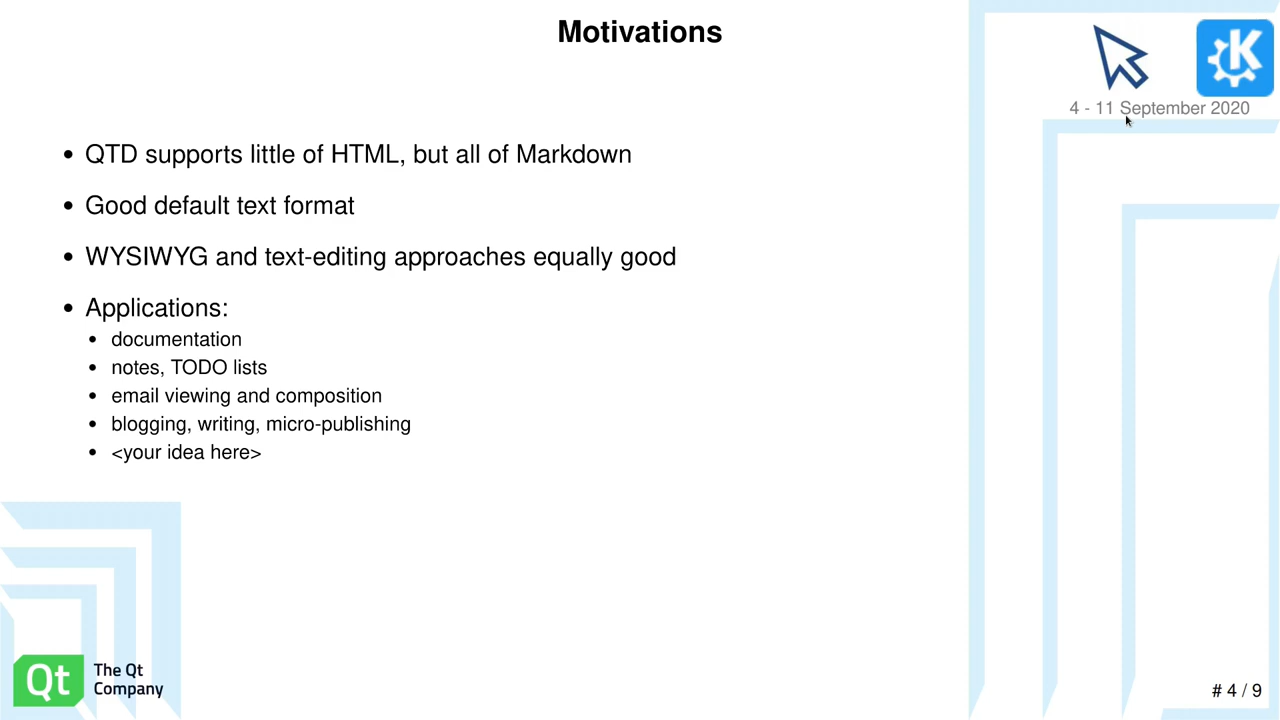 Motivations
4 - 11 September 2020
QTD supports little of HTML, but all of Markdown
Good default text format
WYSIWYG and text-editing approaches equally good
Applications:
documentation
notes, TODO lists
email viewing and composition
blogging, writing, micro-publishing
<your idea here>
Qt
The Qt
Company
# 4 / 9